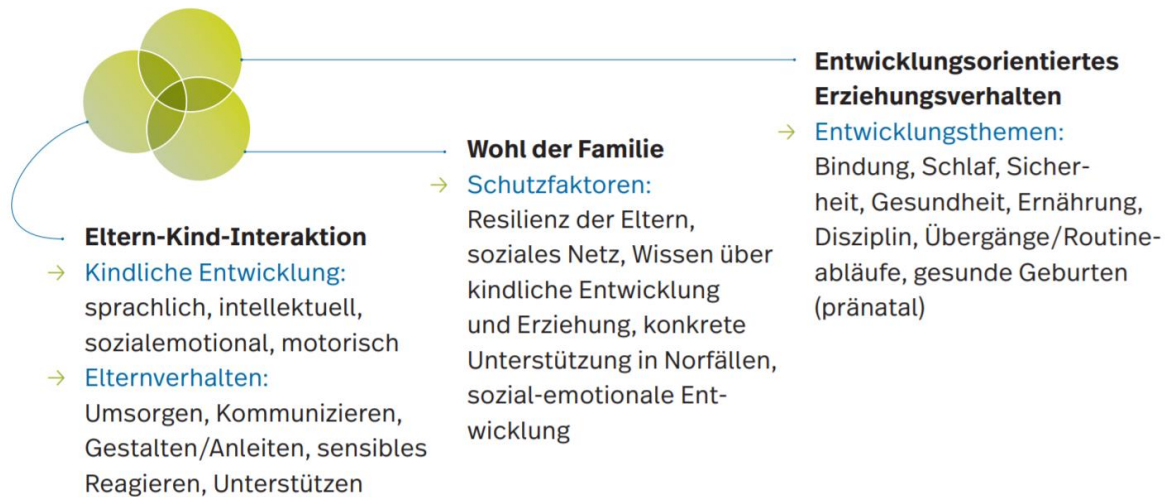 Eltern-Kind-Interaktion
→ Kindliche Entwicklung:
sprachlich, intellektuell,
sozialemotional, motorisch
→ Elternverhalten:
Umsorgen, Kommunizieren,
Gestalten/Anleiten, sensibles
Reagieren, Unterstützen
Wohl der Familie
→ Schutzfaktoren:
Resilienz der Eltern,
soziales Netz, Wissen über
kindliche Entwicklung
und Erziehung, konkrete
Unterstützung in Norfällen,
sozial-emotionale Ent-
wicklung
Entwicklungsorientiertes
Erziehungsverhalten
→ Entwicklungsthemen:
Bindung, Schlaf, Sicher-
heit, Gesundheit, Ernährung,
Disziplin, Übergänge/Routine-
abläufe, gesunde Geburten
(pränatal)